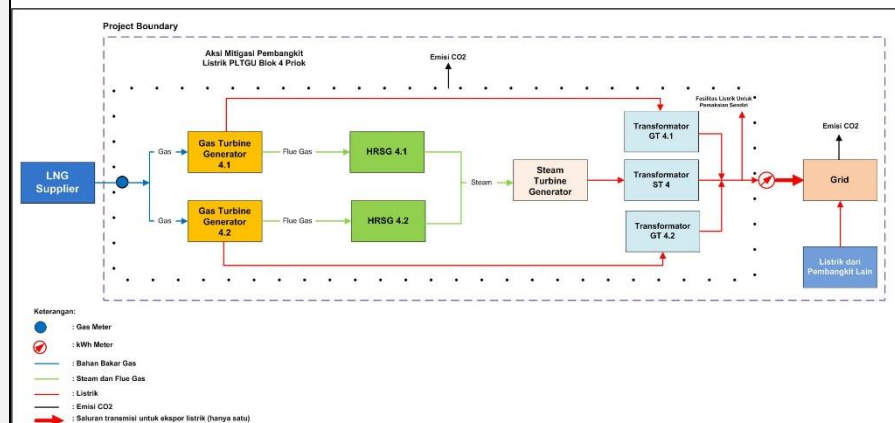 Project Boundary
Aksi Mitigasi Pembangkit
Listrik PLTGU Blok 4 Priok
Emisi CO2
Fasilitas Listrik Untuk
Pemakaian Sendiri
Emisi CO2
LNG
Supplier
Gas
Gas Turbine
Generator
4.1
Flue Gas
HRSG 4.1
Transformator
GT 4.1
Steam
Steam
Turbine
Generator
Transformator
ST 4
Grid
Gas
Gas Turbine
Generator
4.2
Flue Gas
HRSG 4.2
Transformator
GT 4.2
Listrik dari
Pembangkit Lain
Keterangan:
: Gas Meter
: kWh Meter
: Bahan Bakar Gas
: Steam dan Flue Gas
: Listrik
: Emisi CO2
: Saluran transmisi untuk ekspor listrik (hanya satu)